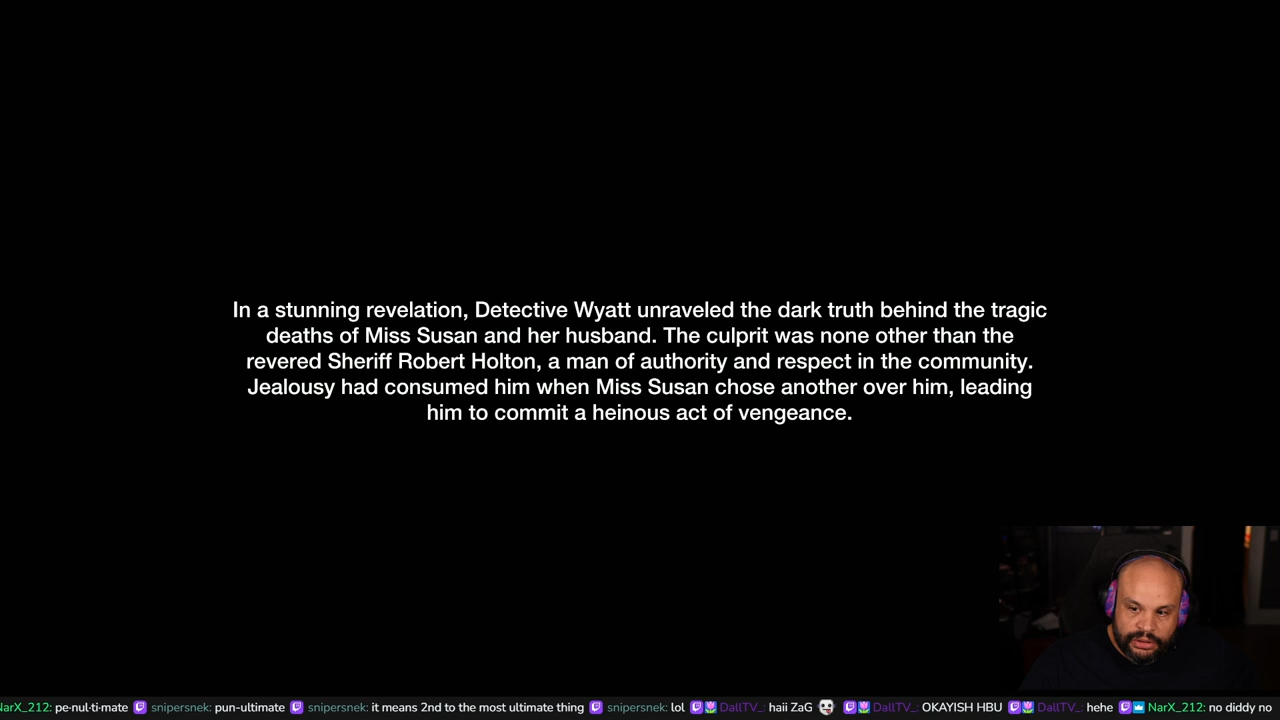 In a stunning revelation, Detective Wyatt unraveled the dark truth behind the tragic
deaths of Miss Susan and her husband. The culprit was none other than the
revered Sheriff Robert Holton, a man of authority and respect in the community.
Jealousy had consumed him when Miss Susan chose another over him, leading
him to commit a heinous act of vengeance.
NarX_212: pe·nul·ti·mate snipersnek: pun-ultimate snipersnek: it means 2nd to the most ultimate thing snipersnek: lol DallTV_: haii ZaG DallTV_: OKAYISH HBU DallTV_: hehe NarX_212: no diddy no